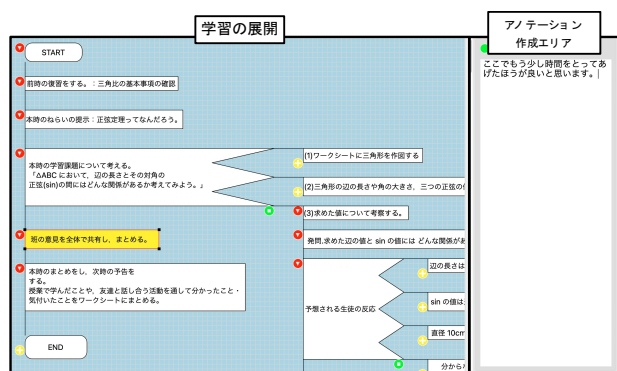 学習の展開
アノテーション
作成エリア
START
ここでもう少し時間をとってあ
げたほうが良いと思います。
前時の復習をする。：三角比の基本事項の確認
本時のねらいの提示：正弦定理ってなんだろう。
本時の学習課題について考える。
「△ABC において, 辺の長さとその対角の
正弦(sin)の間にはどんな関係があるか考えてみよう。」
(1)ワークシートに三角形を作図する
(2)三角形の辺の長さや角の大きさ，三つの正弦の
(3)求めた値について考察する。
班の意見を全体で共有し、まとめる。
発問.求めた辺の値と sin の値には どんな関係があ
本時のまとめをし、次時の予告を
する。
授業で学んだことや、友達と話し合う活動を通して分かったこと・
気付いたことをワークシートにまとめる。
予想される生徒の反応
辺の長さは
sin の値は
直径 10cm
分から
END